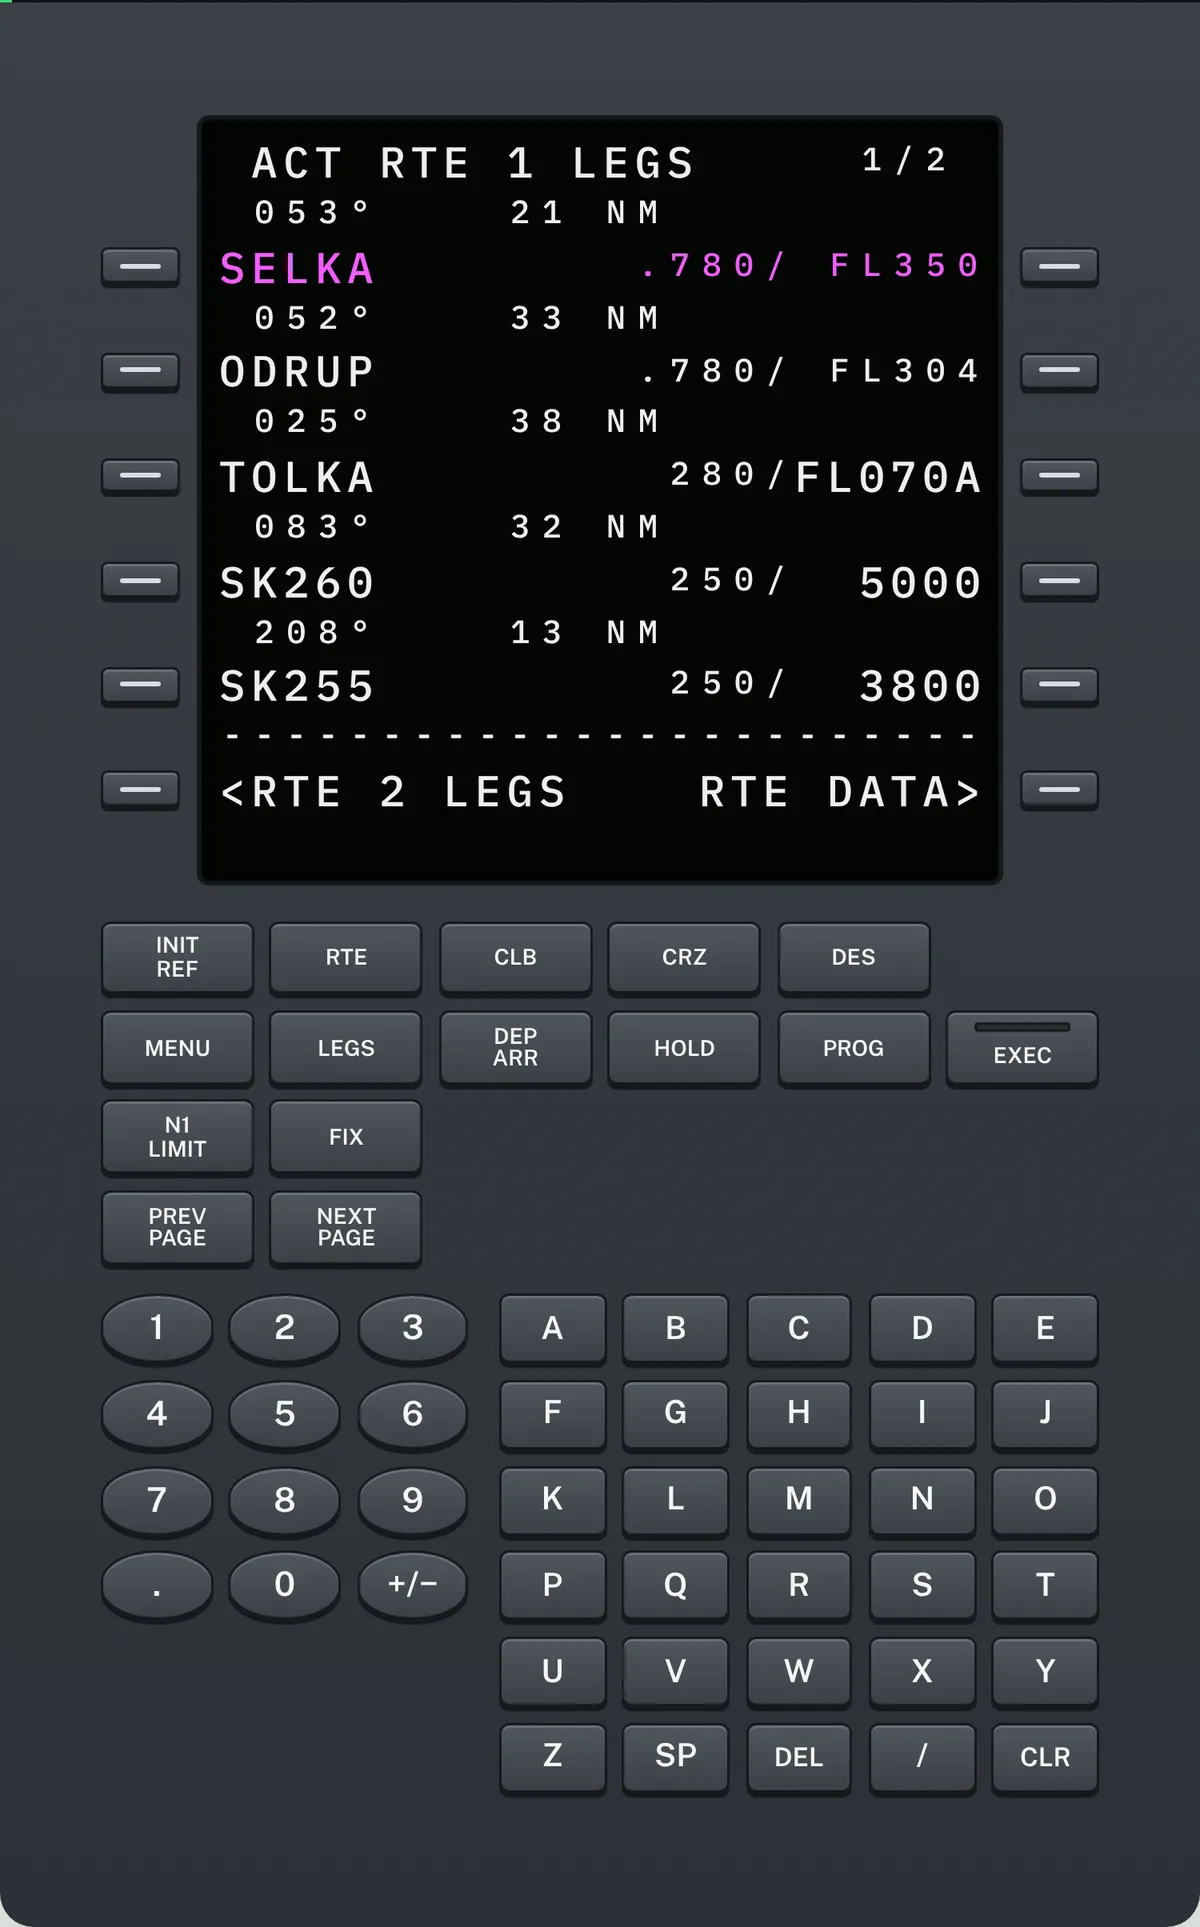 ACT RTE 1 LEGS 1/2
053° 21 NM
SELKA .780/ FL350
052° 33 NM
ODRUP .780/ FL304
025° 38 NM
TOLKA 280/FL070A
083° 32 NM
SK260 250/ 5000
208° 13 NM
SK255 250/ 3800
------------------------
<RTE 2 LEGS RTE DATA>
INIT REF RTE CLB CRZ DES
MENU LEGS DEP ARR HOLD PROG EXEC
N1 LIMIT FIX
PREV PAGE NEXT PAGE
1 2 3 A B C D E
4 5 6 F G H I J
7 8 9 K L M N O
. 0 +/− P Q R S T
U V W X Y
Z SP DEL / CLR